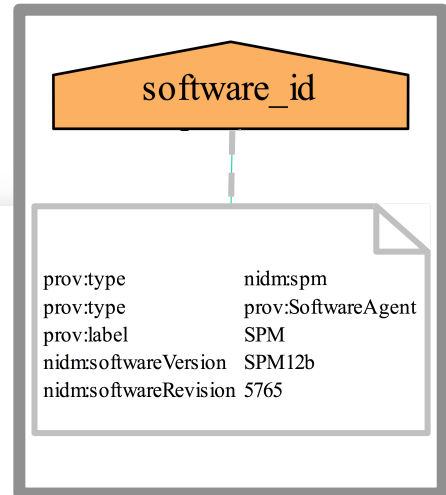 software_id
prov:type nidm:spm
prov:type prov:SoftwareAgent
prov:label SPM
nidm:softwareVersion SPM12b
nidm:softwareRevision 5765